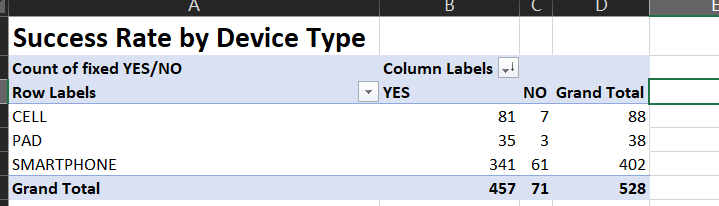 A B C D E
Success Rate by Device Type
Count of fixed YES/NO Column Labels
Row Labels YES NO Grand Total
CELL 81 7 88
PAD 35 3 38
SMARTPHONE 341 61 402
Grand Total 457 71 528